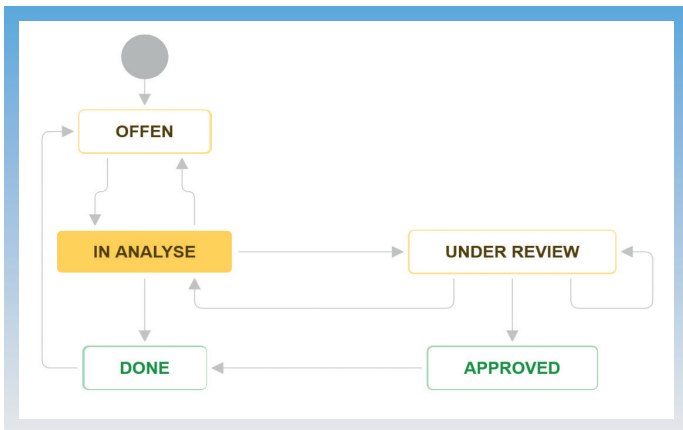 OFFEN
IN ANALYSE
UNDER REVIEW
DONE
APPROVED